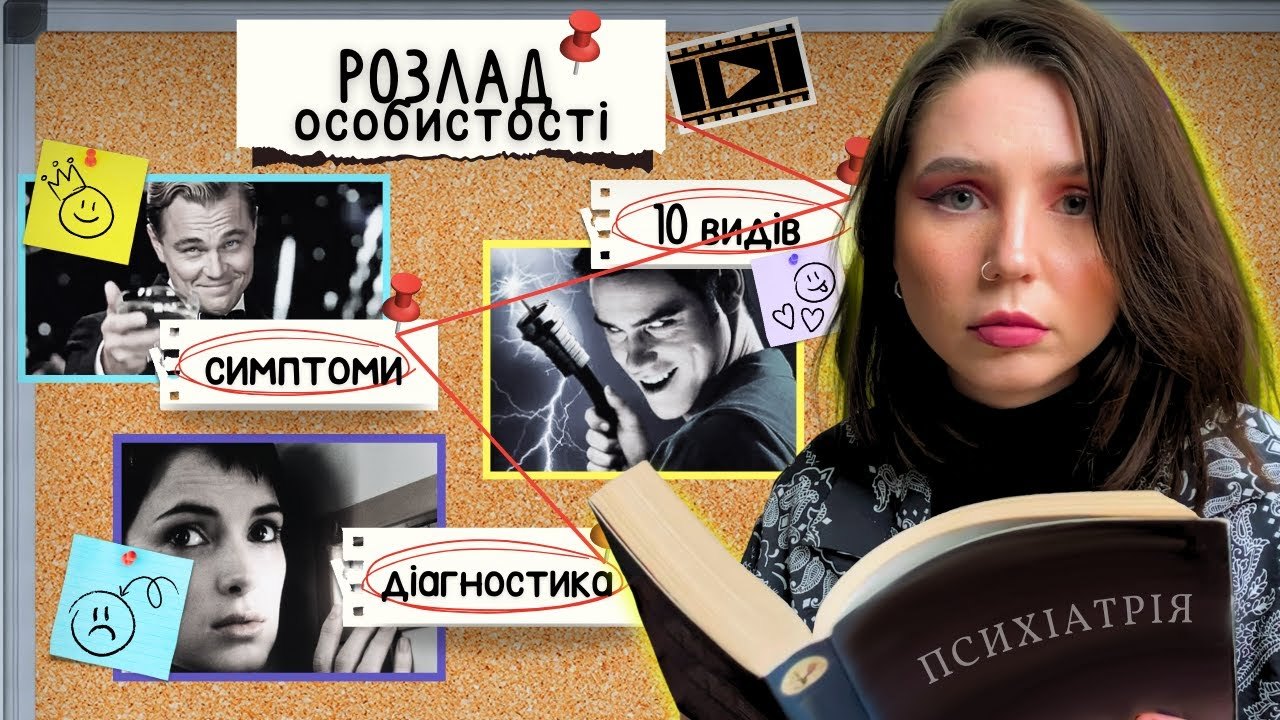 РОЗЛАД
особистості
10 видів
симптоми
діагностика
ПСИХІАТРІЯ